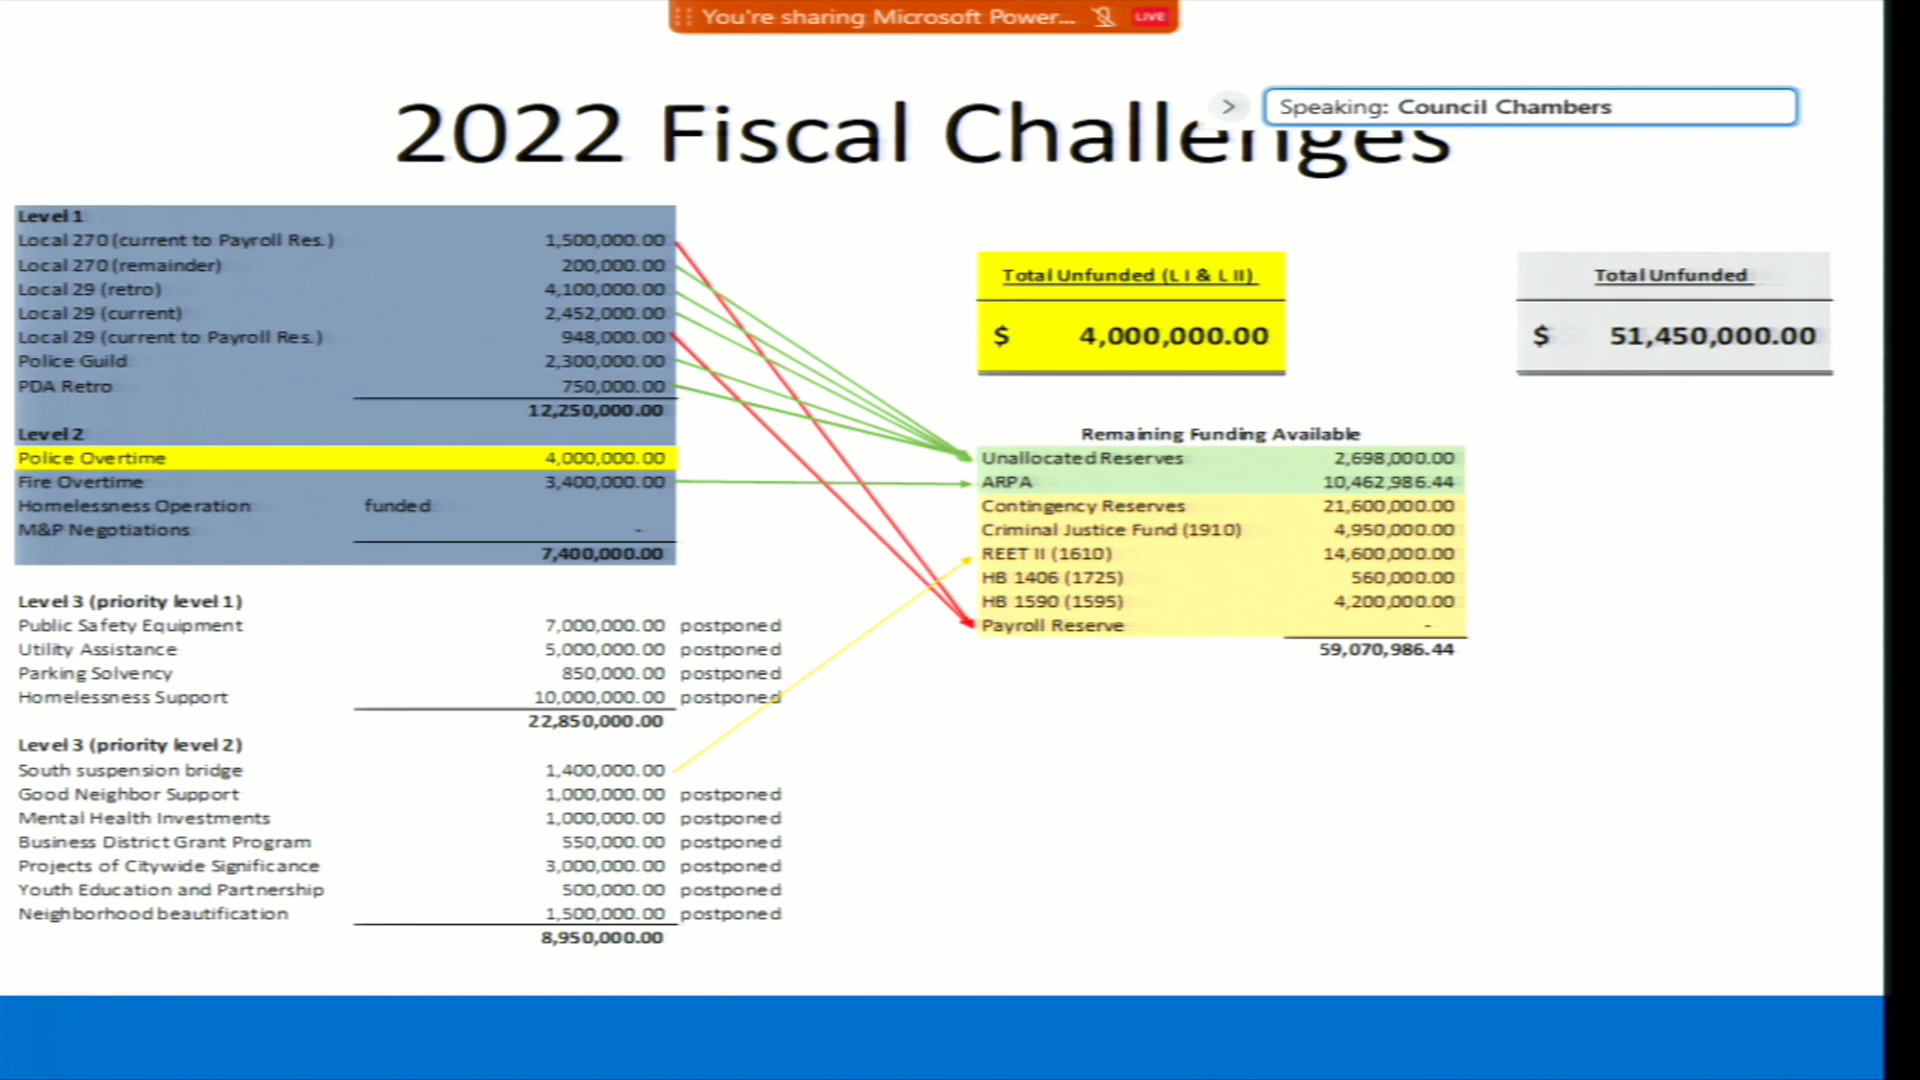 You're sharing Microsoft Power... LIVE
Speaking: Council Chambers
2022 Fiscal Challenges
Level 1
Local 270 (current to Payroll Res.) 1,500,000.00
Local 270 (remainder) 200,000.00
Local 29 (retro) 4,100,000.00
Local 29 (current) 2,452,000.00
Local 29 (current to Payroll Res.) 948,000.00
Police Guild 2,300,000.00
PDA Retro 750,000.00
12,250,000.00
Level 2
Police Overtime 4,000,000.00
Fire Overtime 3,400,000.00
Homelessness Operation funded
M&P Negotiations -
7,400,000.00
Level 3 (priority level 1)
Public Safety Equipment 7,000,000.00 postponed
Utility Assistance 5,000,000.00 postponed
Parking Solvency 850,000.00 postponed
Homelessness Support 10,000,000.00 postponed
22,850,000.00
Level 3 (priority level 2)
South suspension bridge 1,400,000.00
Good Neighbor Support 1,000,000.00 postponed
Mental Health Investments 1,000,000.00 postponed
Business District Grant Program 550,000.00 postponed
Projects of Citywide Significance 3,000,000.00 postponed
Youth Education and Partnership 500,000.00 postponed
Neighborhood beautification 1,500,000.00 postponed
8,950,000.00
Total Unfunded (L I & L II)
$ 4,000,000.00
Total Unfunded
$ 51,450,000.00
Remaining Funding Available
Unallocated Reserves 2,698,000.00
ARPA 10,462,986.44
Contingency Reserves 21,600,000.00
Criminal Justice Fund (1910) 4,950,000.00
REET II (1610) 14,600,000.00
HB 1406 (1725) 560,000.00
HB 1590 (1595) 4,200,000.00
Payroll Reserve -
59,070,986.44